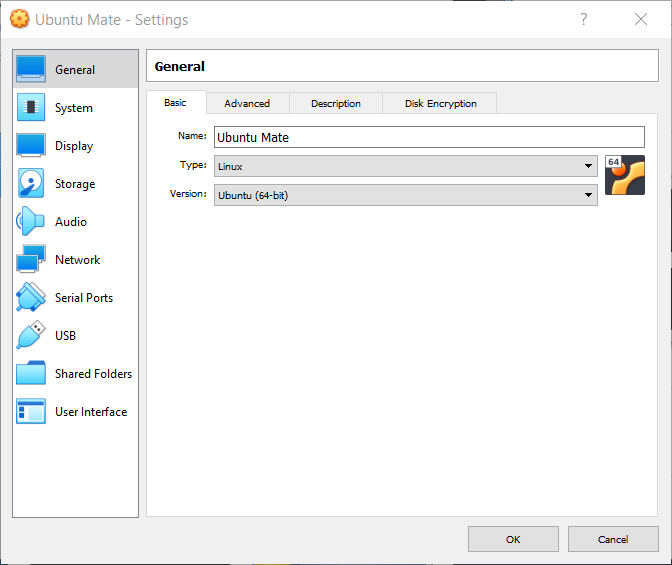 Ubuntu Mate - Settings
General
System
Display
Storage
Audio
Network
Serial Ports
USB
Shared Folders
User Interface
General
Basic Advanced Description Disk Encryption
Name: Ubuntu Mate
Type: Linux
64
Version: Ubuntu (64-bit)
OK Cancel